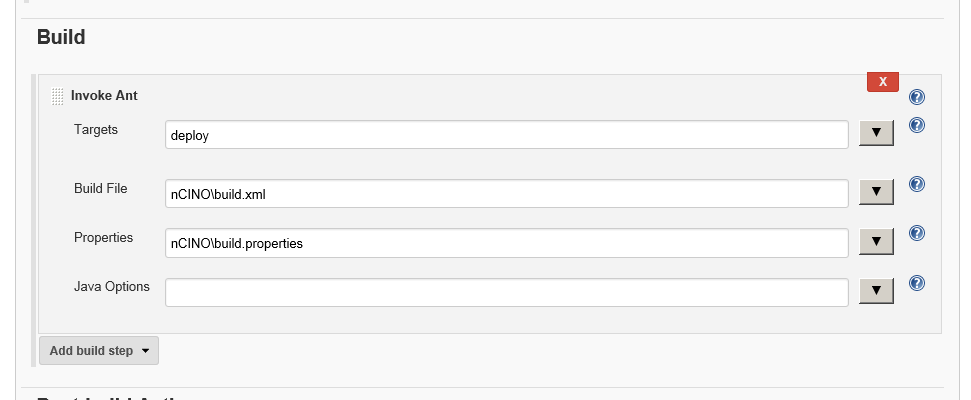 Build
Invoke Ant
X
Targets
deploy
Build File
nCINO\build.xml
Properties
nCINO\build.properties
Java Options
Add build step